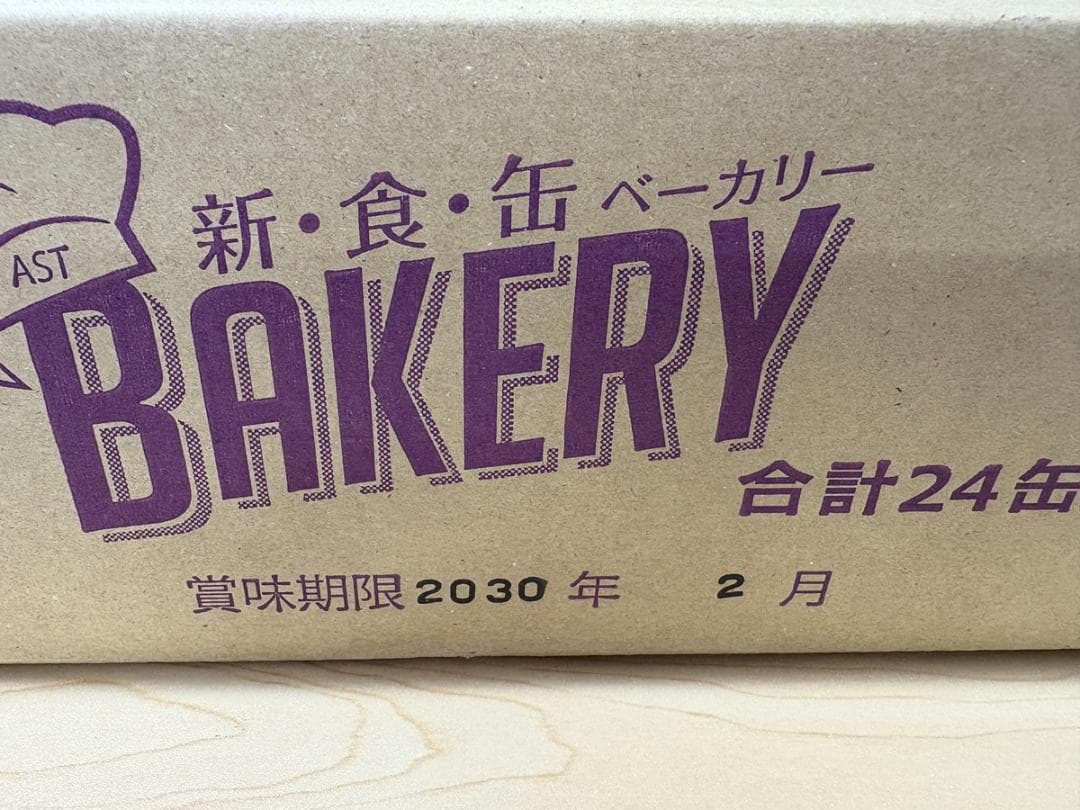 新・食・缶ベーカリー
AST
BAKERY
合計24缶
賞味期限2030年 2月